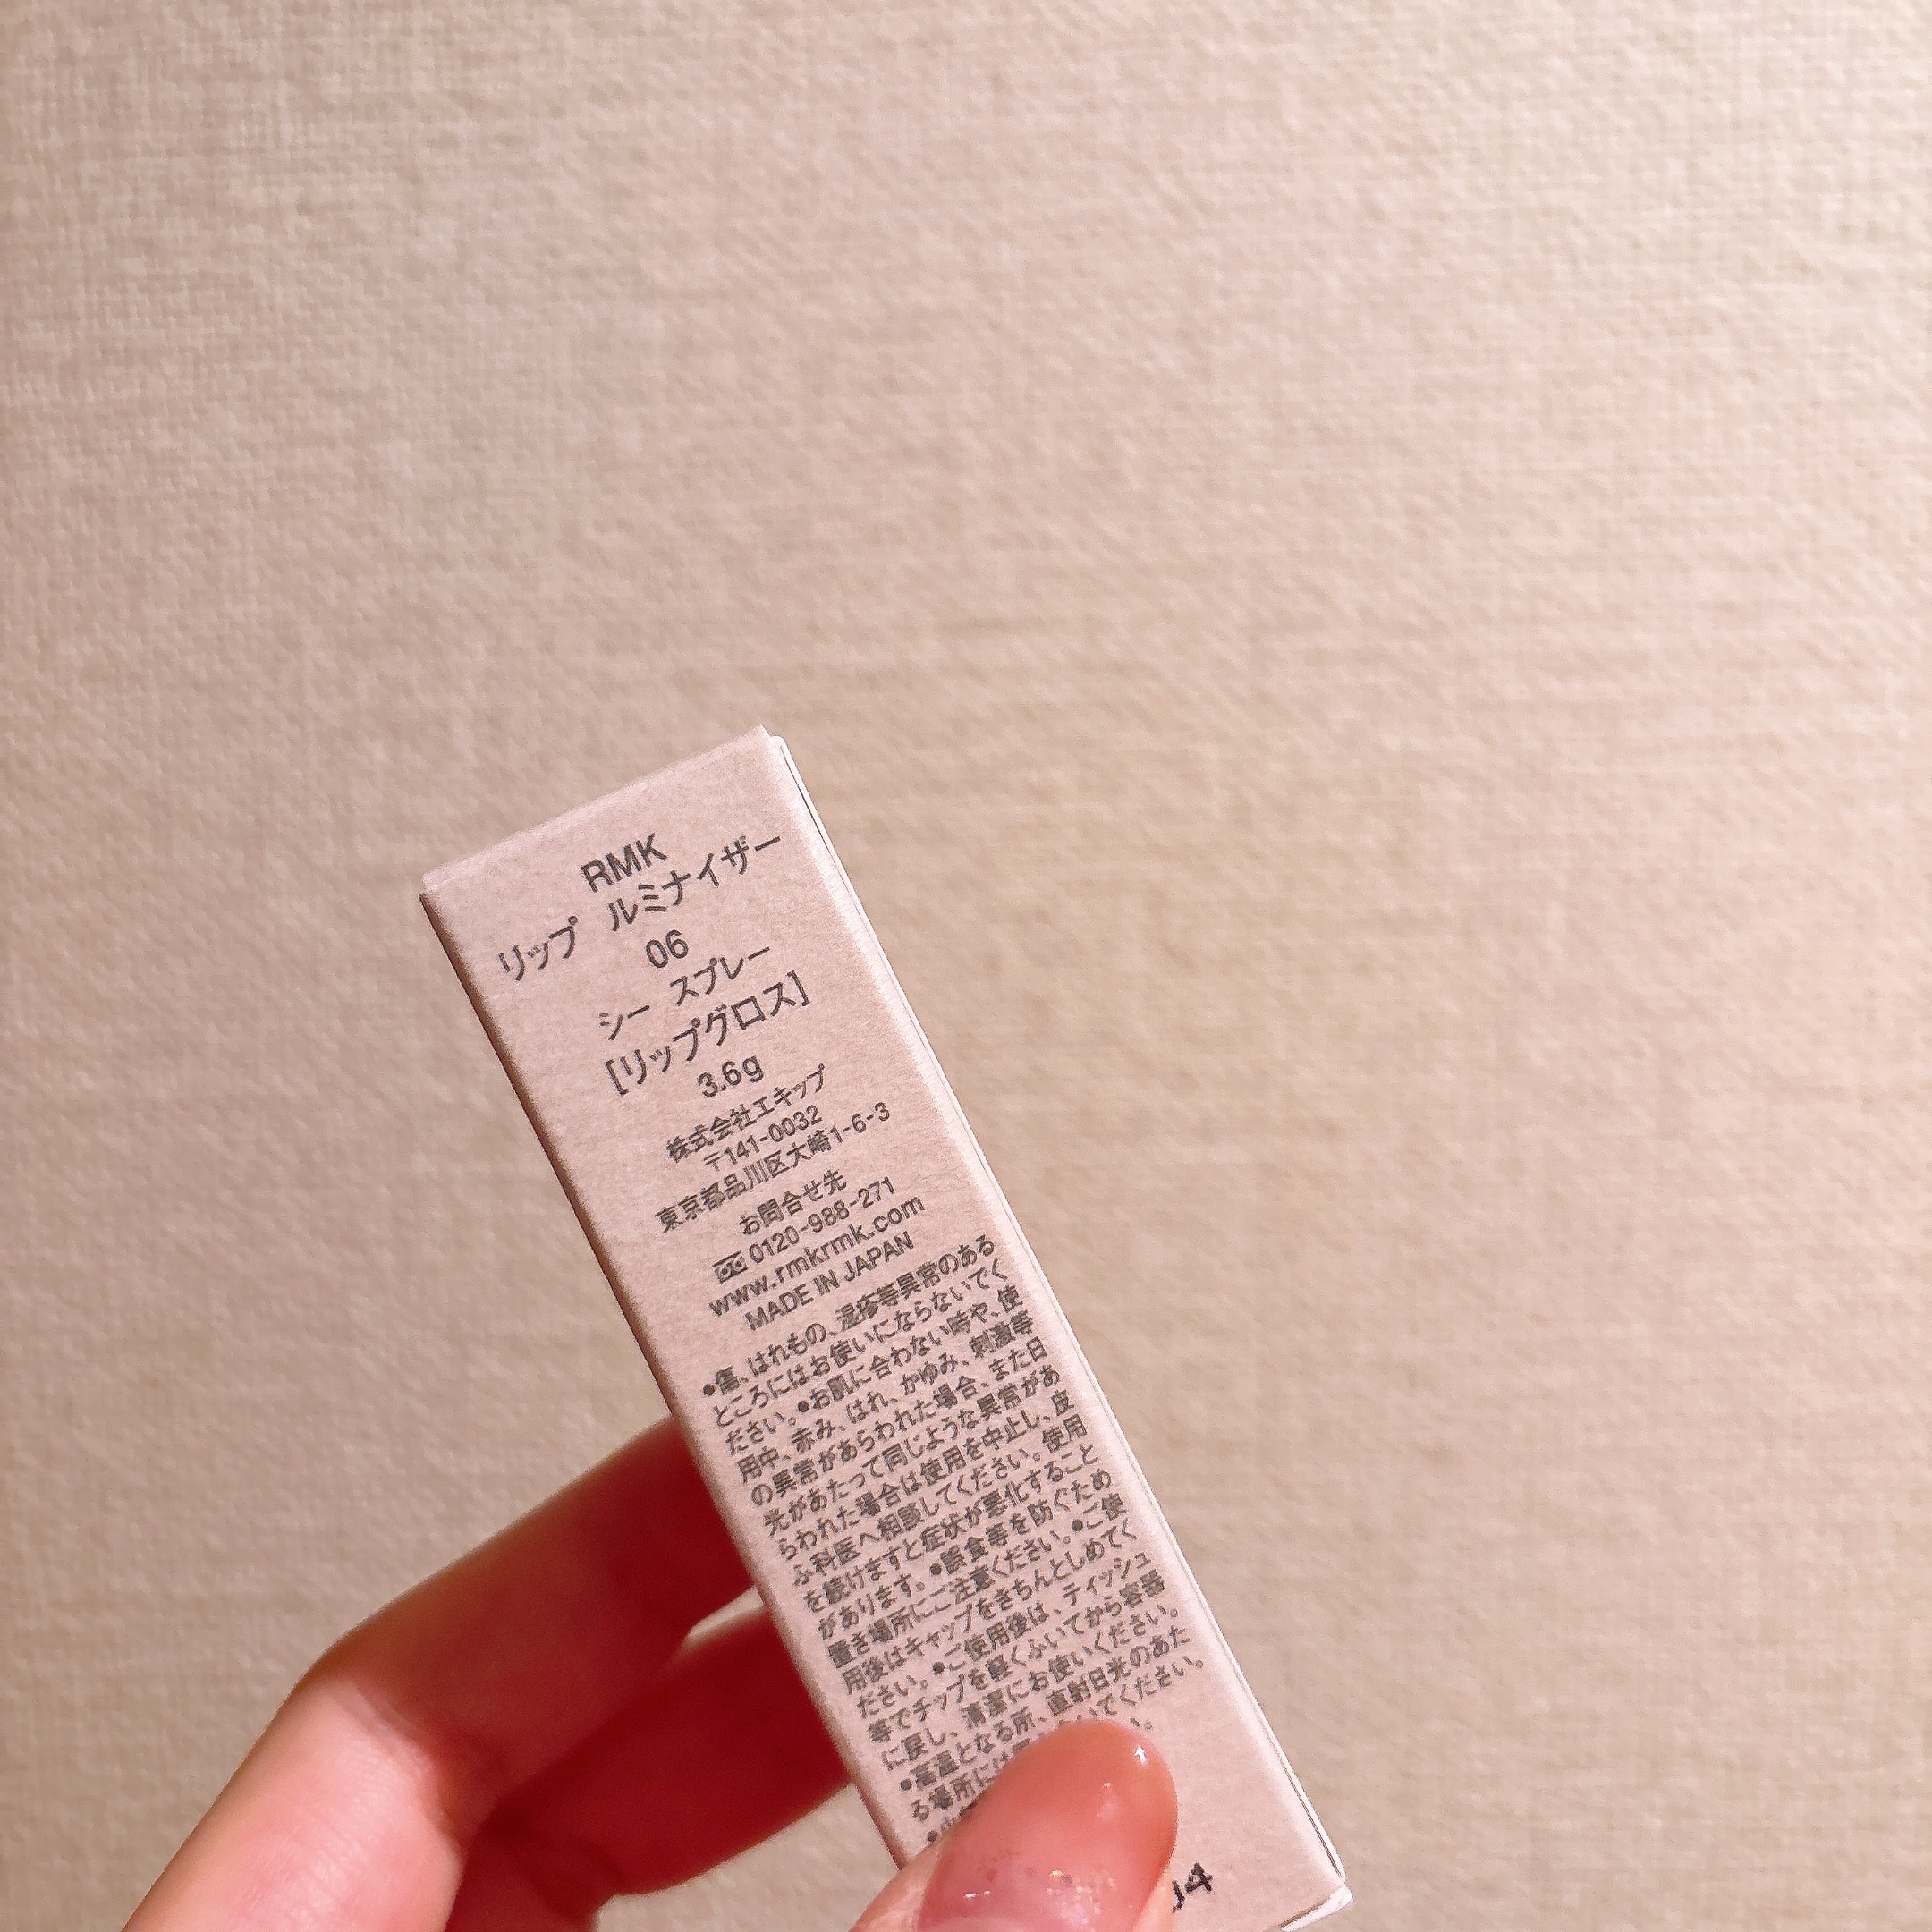 RMK
リップ ルミナイザー
06
シー スプレー
[リップグロス]
3.6g
株式会社エキップ
〒141-0032
東京都品川区大崎1-6-3
お問合せ先
0120-988-271
www.rmkrmk.com
MADE IN JAPAN
●傷、はれもの、湿疹等異常のある
ところにはお使いにならないでく
ださい。●お肌に合わない時や、使
用中、赤み、はれ、かゆみ、刺激等
の異常があらわれた場合、また日
光があたって同じような異常があ
らわれた場合は使用を中止し、皮
ふ科医へ相談してください。使用
を続けますと症状が悪化すること
があります。●誤食等を防ぐため
置き場所にご注意ください。●ご使
用後はキャップをきちんとしめてく
ださい。●ご使用後は、ティッシュ
等でチップを軽くふいてから容器
に戻し、清潔にお使いください。
●高温となる所、直射日光のあた
る場所には ください。